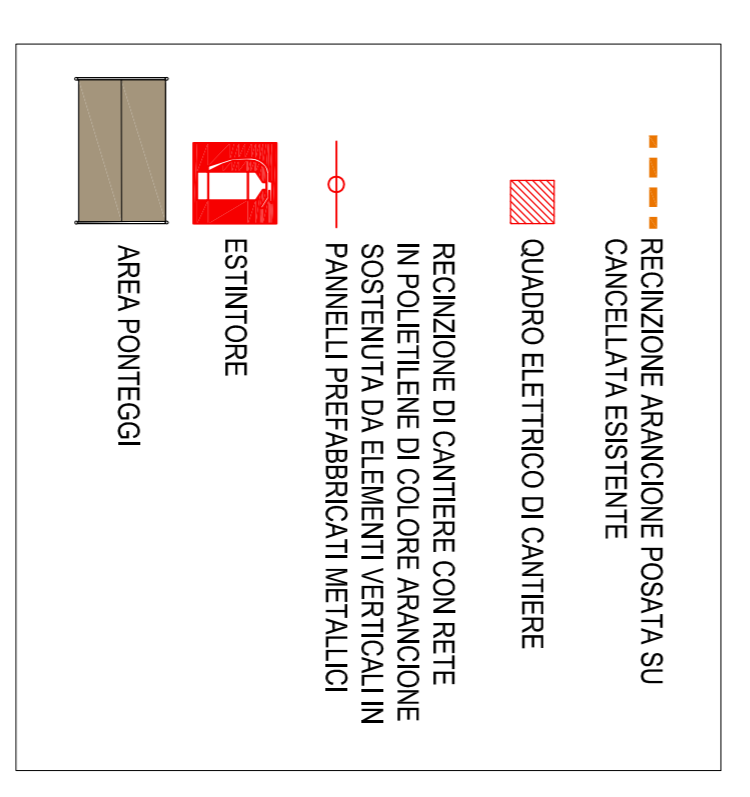 RECINZIONE ARANCIONE POSATA SU
CANCELLATA ESISTENTE
QUADRO ELETTRICO DI CANTIERE
RECINZIONE DI CANTIERE CON RETE
IN POLIETILENE DI COLORE ARANCIONE
SOSTENUTA DA ELEMENTI VERTICALI IN
PANNELLI PREFABBRICATI METALLICI
ESTINTORE
AREA PONTEGGI